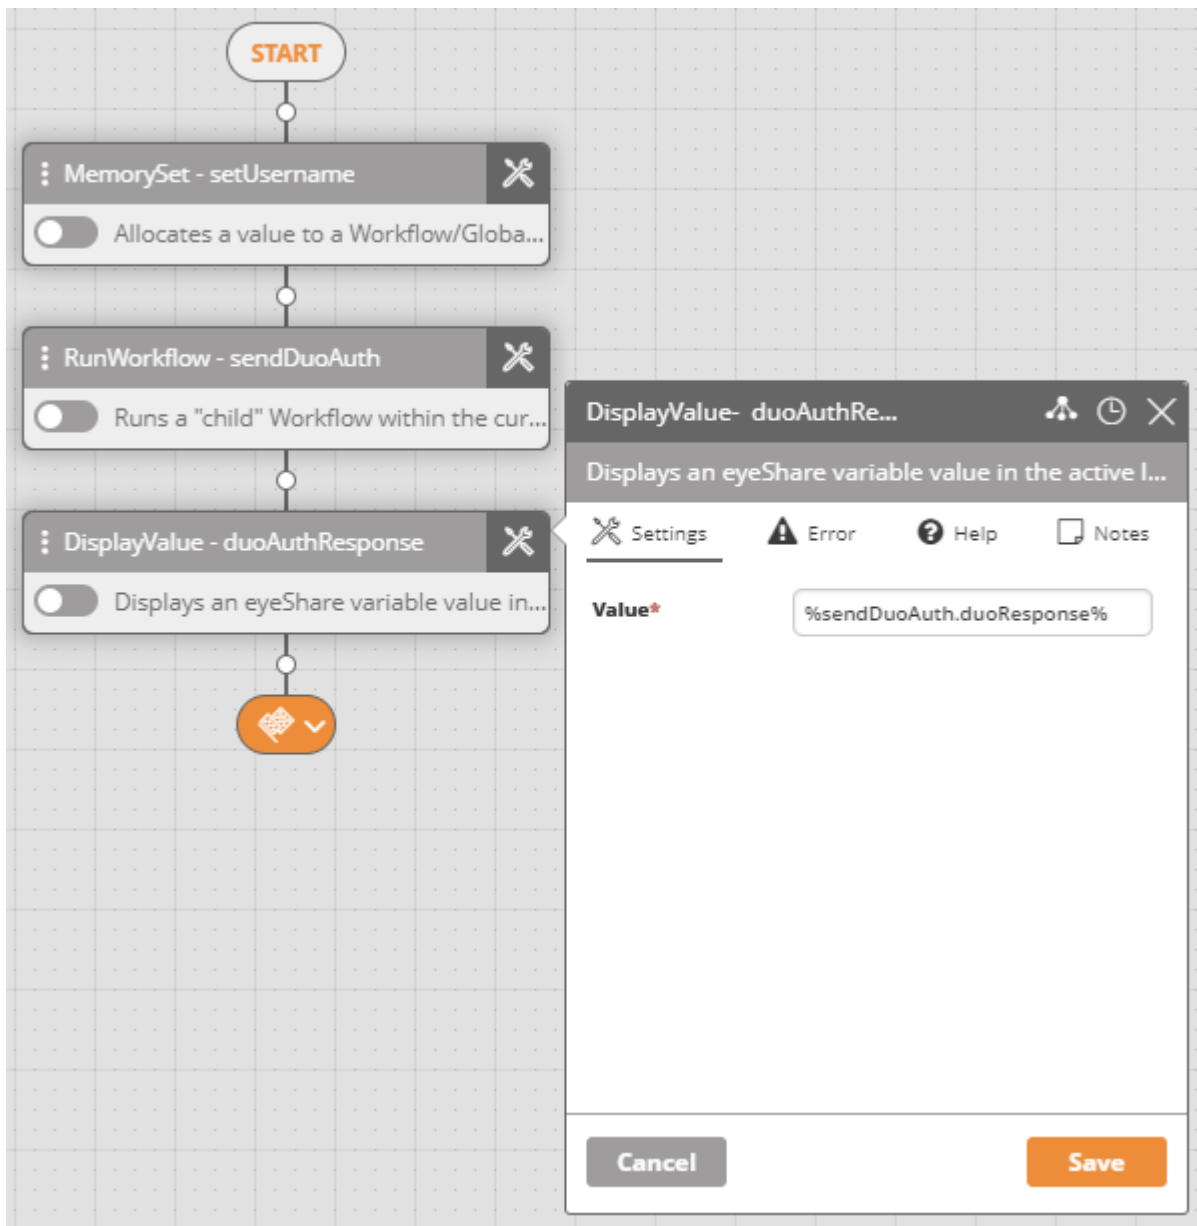 START
MemorySet - setUsername
Allocates a value to a Workflow/Globa...
RunWorkflow - sendDuoAuth
Runs a "child" Workflow within the cur...
DisplayValue - duoAuthResponse
Displays an eyeShare variable value in...
DisplayValue- duoAuthRe...
Displays an eyeShare variable value in the active l...
Settings Error Help Notes
Value* %sendDuoAuth.duoResponse%
Cancel Save